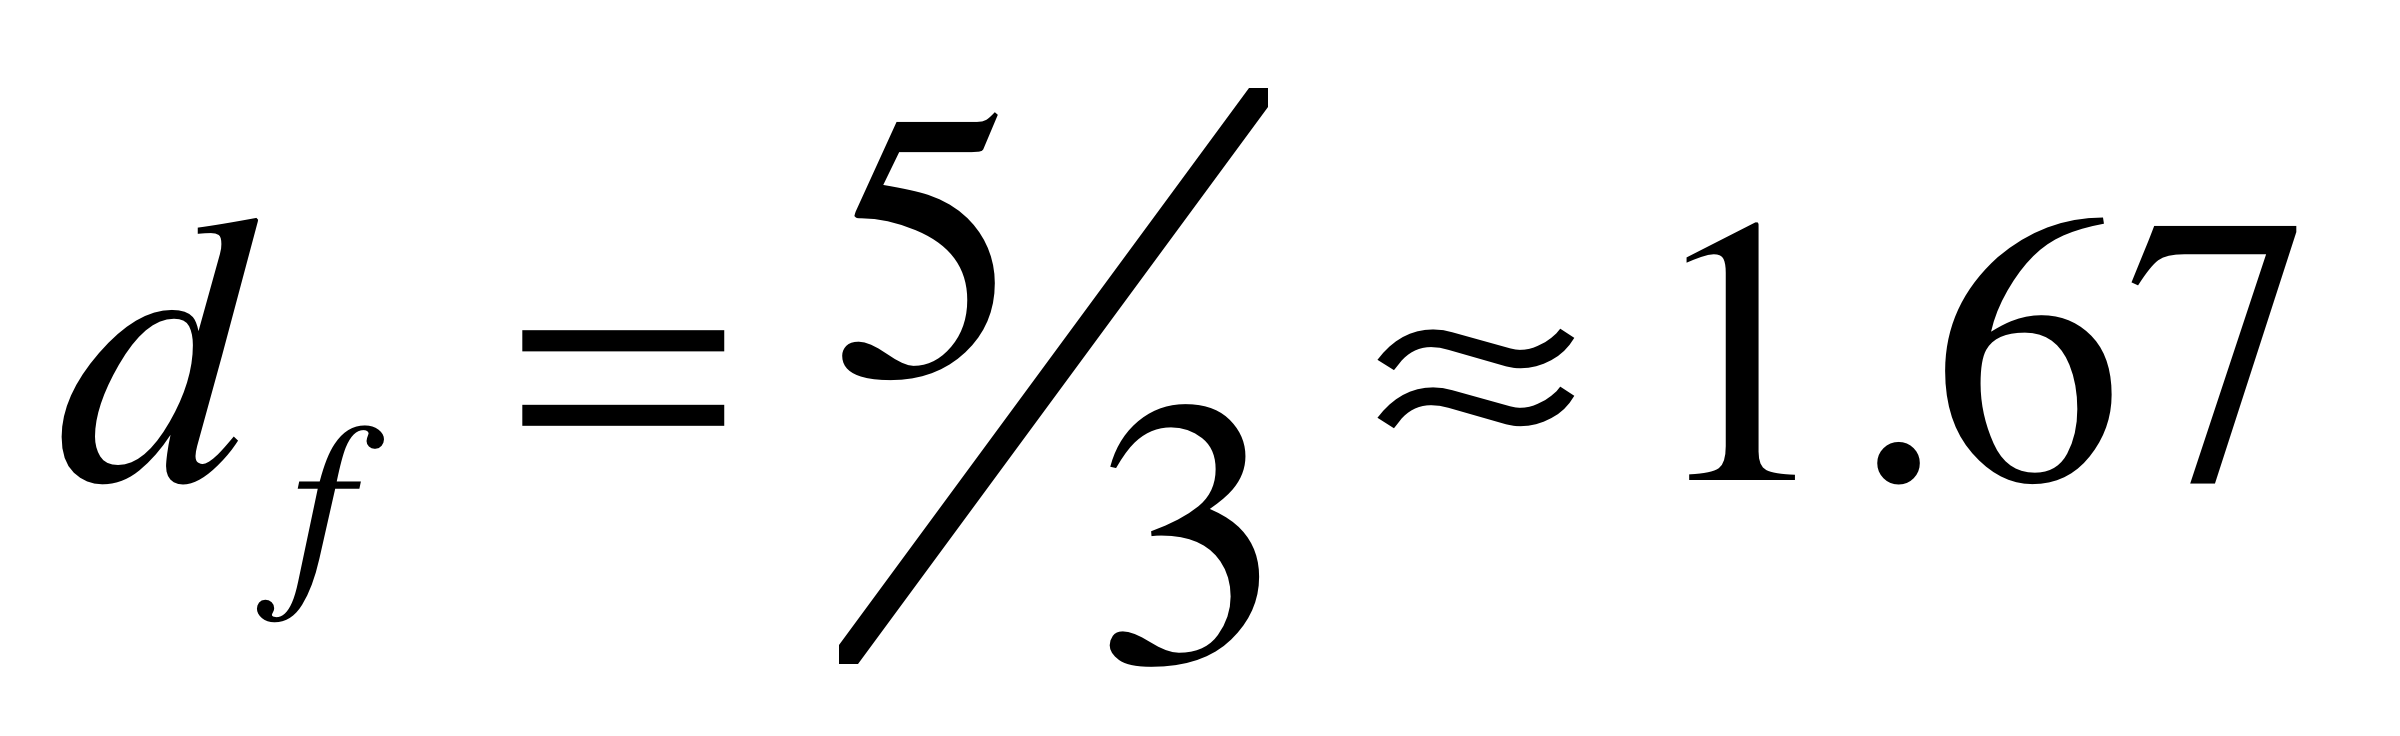 d_f = 5/3 ≈ 1.67